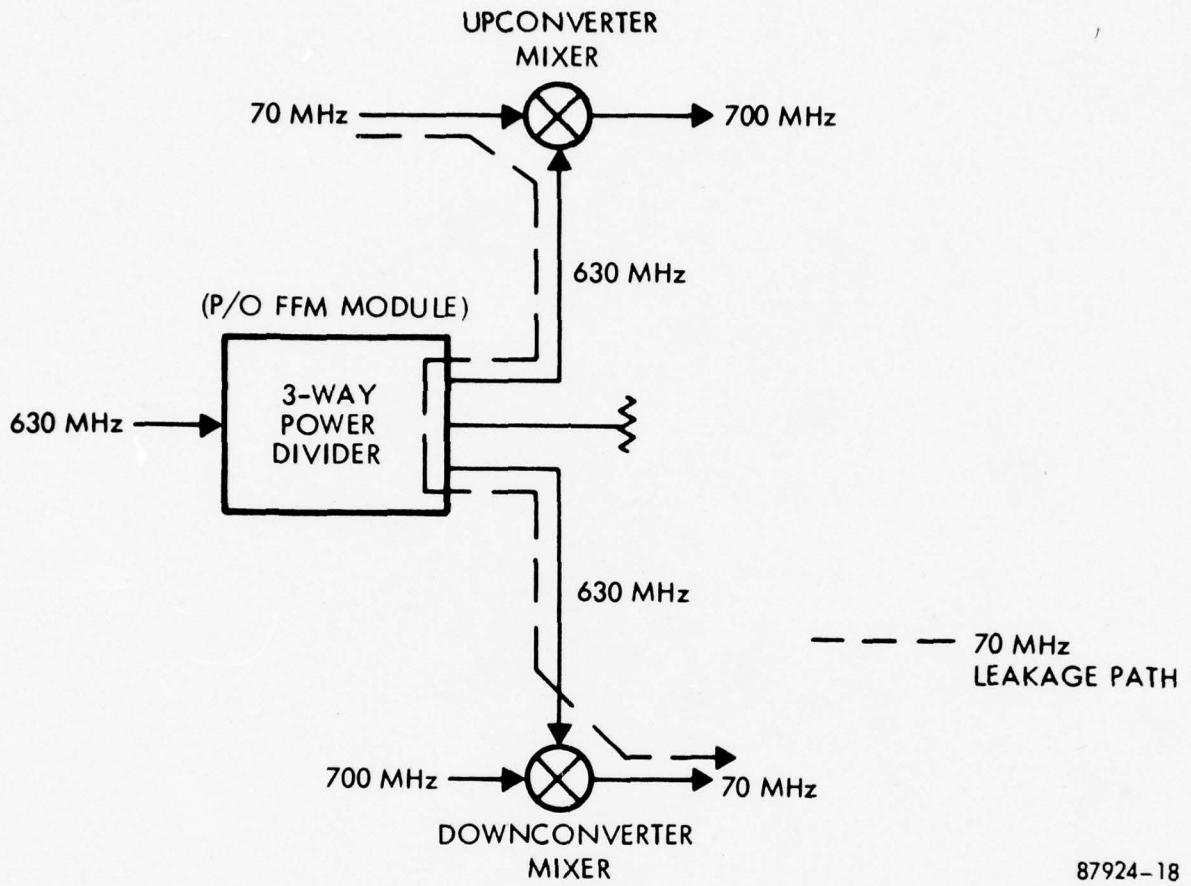 UPCONVERTER
MIXER
70 MHz
700 MHz
630 MHz
(P/O FFM MODULE)
3-WAY
POWER
DIVIDER
630 MHz
630 MHz
70 MHz
LEAKAGE PATH
700 MHz
70 MHz
DOWNCONVERTER
MIXER
87924-18